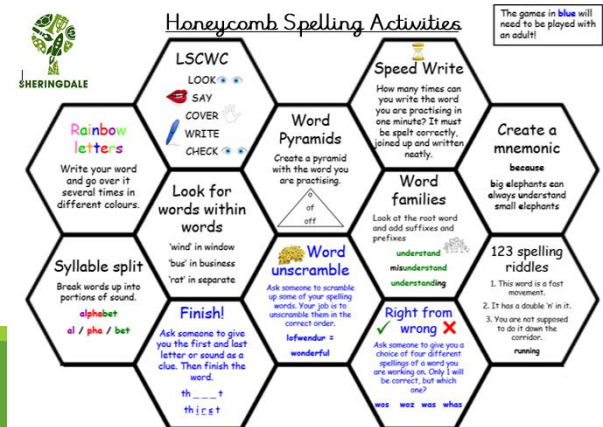 Honeycomb Spelling Activities
The games in blue will
need to be played with
an adult!
SHERINGDALE
LSCWC
LOOK
SAY
COVER
WRITE
CHECK
Speed Write
How many times can
you write the word
you are practising in
one minute? It must
be spelt correctly,
joined up and written
neatly.
Rainbow
letters
Write your word
and go over it
several times in
different colours.
Word
Pyramids
Create a pyramid
with the word you
are practising.
o
of
off
Create a
mnemonic
because
big elephants can
always understand
small elephants
Look for
words within
words
'wind' in window
'bus' in business
'rat' in separate
Word
families
Look at the root word
and add suffixes and
prefixes
understand
misunderstand
understanding
Syllable split
Break words up into
portions of sound.
alphabet
al / pha / bet
Word
unscramble
Ask someone to scramble
up some of your spelling
words. Your job is to
unscramble them in the
correct order.
lofwendur =
wonderful
123 spelling
riddles
1. This word is a fast
movement.
2. It has a double 'n' in it.
3. You are not supposed
to do it down the
corridor.
running
Finish!
Ask someone to give
you the first and last
letter or sound as a
clue. Then finish the
word.
th _ _ _ t
th i r s t
Right from
wrong
Ask someone to give you a
choice of four different
spellings of a word you
are working on. Only 1 will
be correct, but which
one?
wos woz was whas